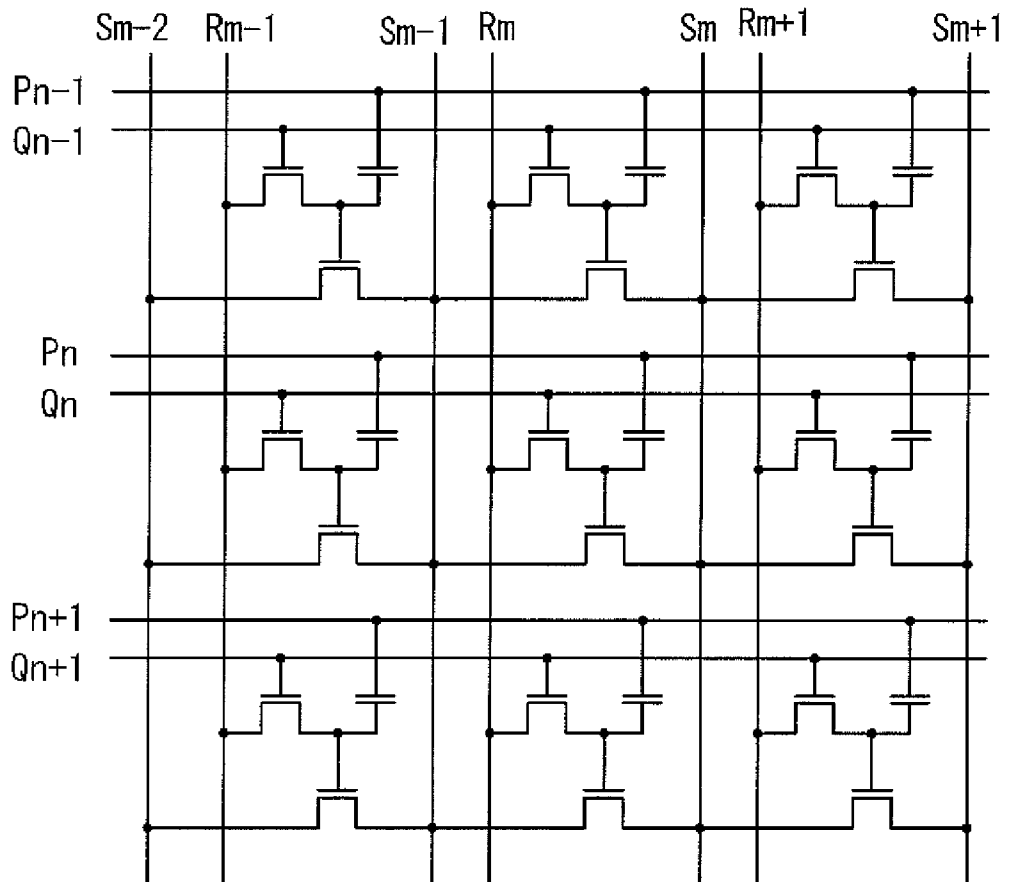 Sm-2 Rm-1 Sm-1 Rm Sm Rm+1 Sm+1
Pn-1
Qn-1
Pn
Qn
Pn+1
Qn+1